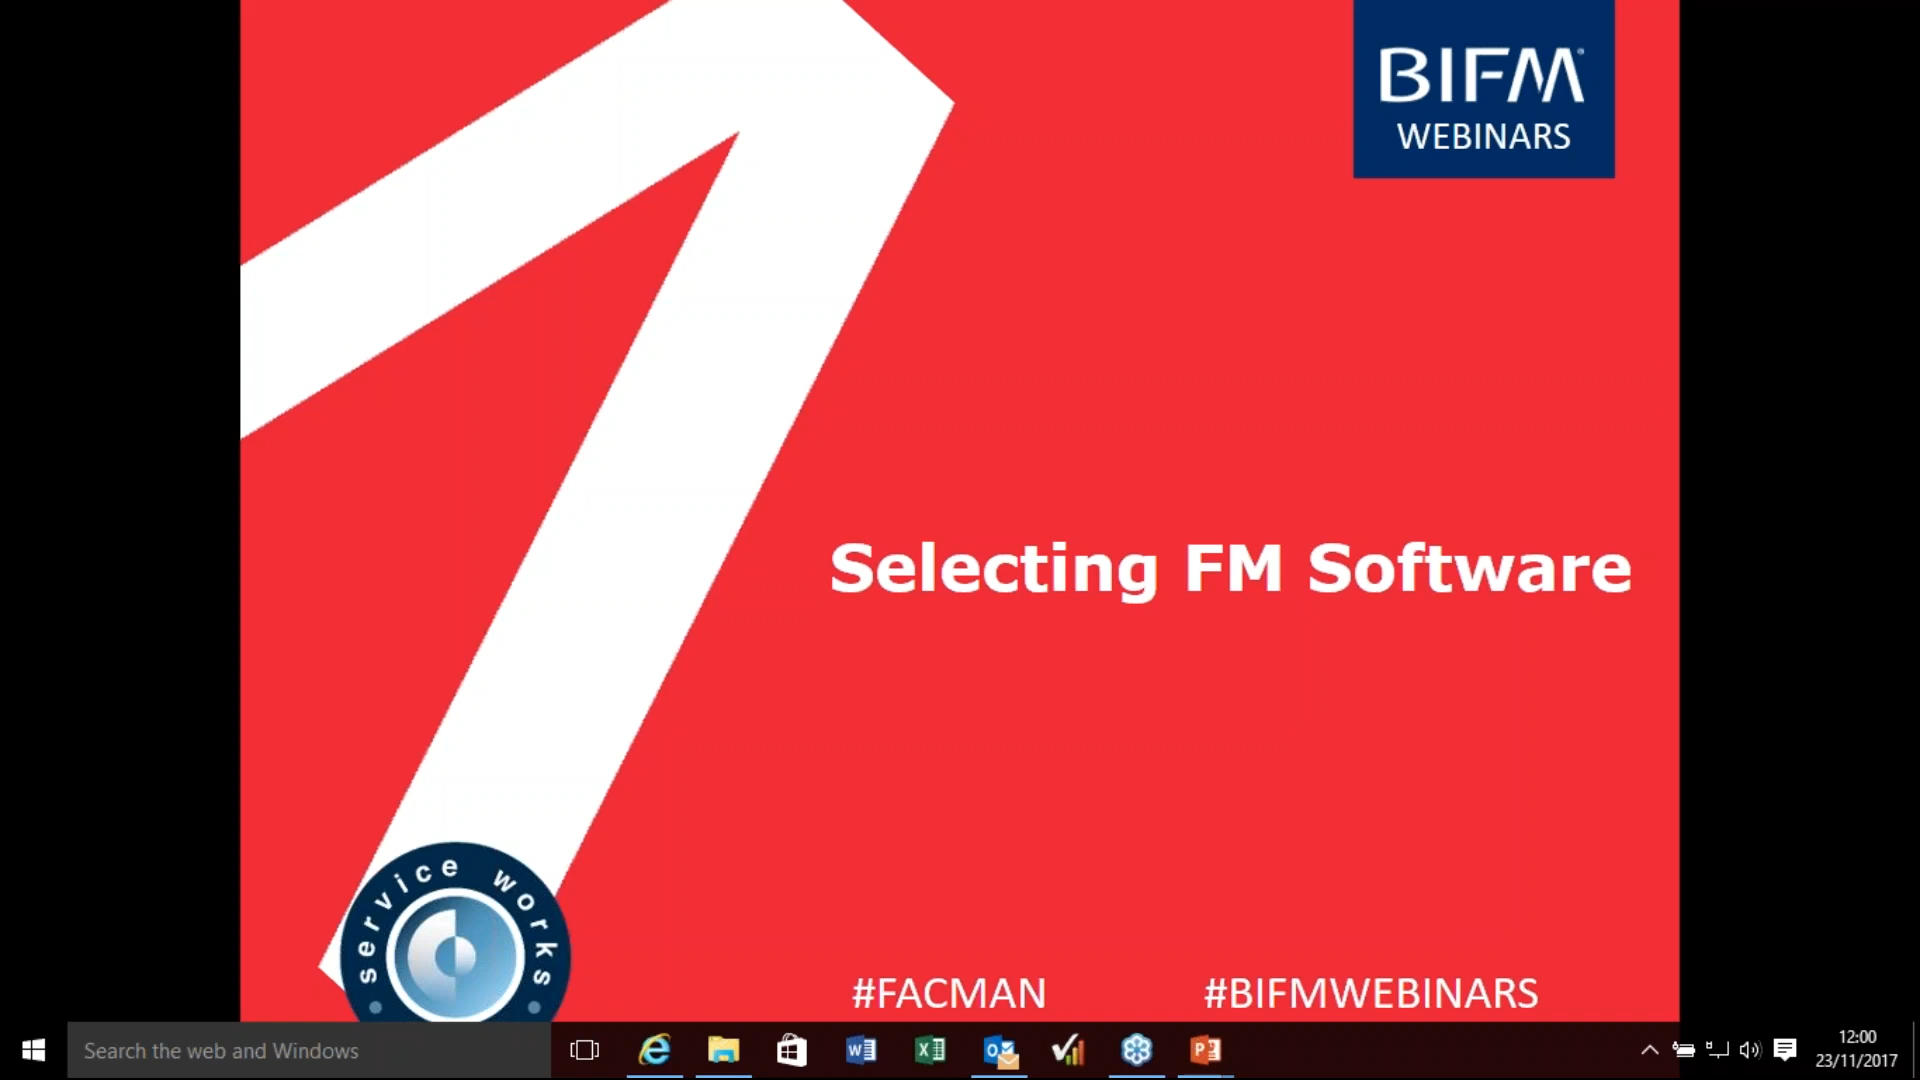 BIFM
WEBINARS
Selecting FM Software
service works
#FACMAN #BIFMWEBINARS
Search the web and Windows
12:00
23/11/2017